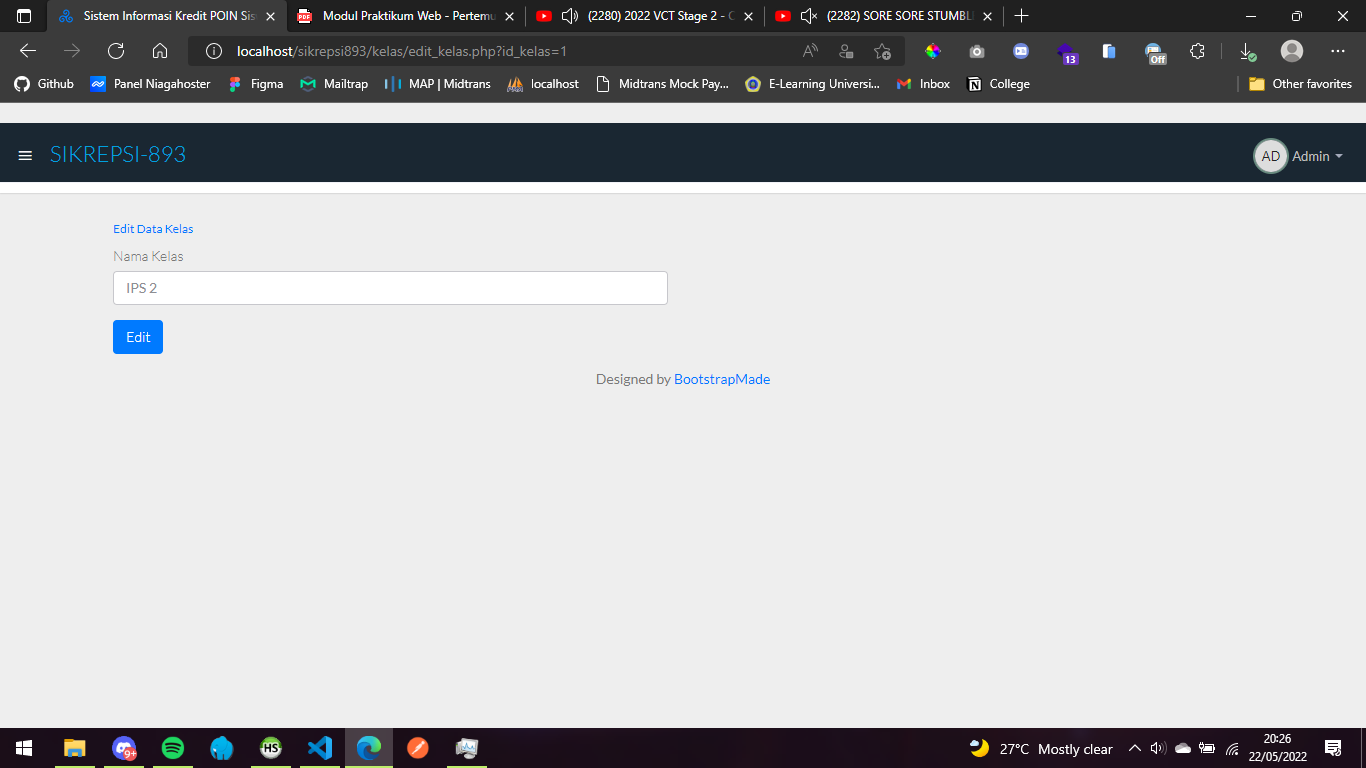 Sistem Informasi Kredit POIN Sis
Modul Praktikum Web - Pertemu
(2280) 2022 VCT Stage 2 - C
(2282) SORE SORE STUMBL
localhost/sikrepsi893/kelas/edit_kelas.php?id_kelas=1
13
Off
Github
Panel Niagahoster
Figma
Mailtrap
MAP | Midtrans
localhost
Midtrans Mock Pay...
E-Learning Universi...
Inbox
College
Other favorites
SIKREPSI-893
AD Admin
Edit Data Kelas
Nama Kelas
IPS 2
Edit
Designed by BootstrapMade
9+
HS
27°C Mostly clear
20:26
22/05/2022